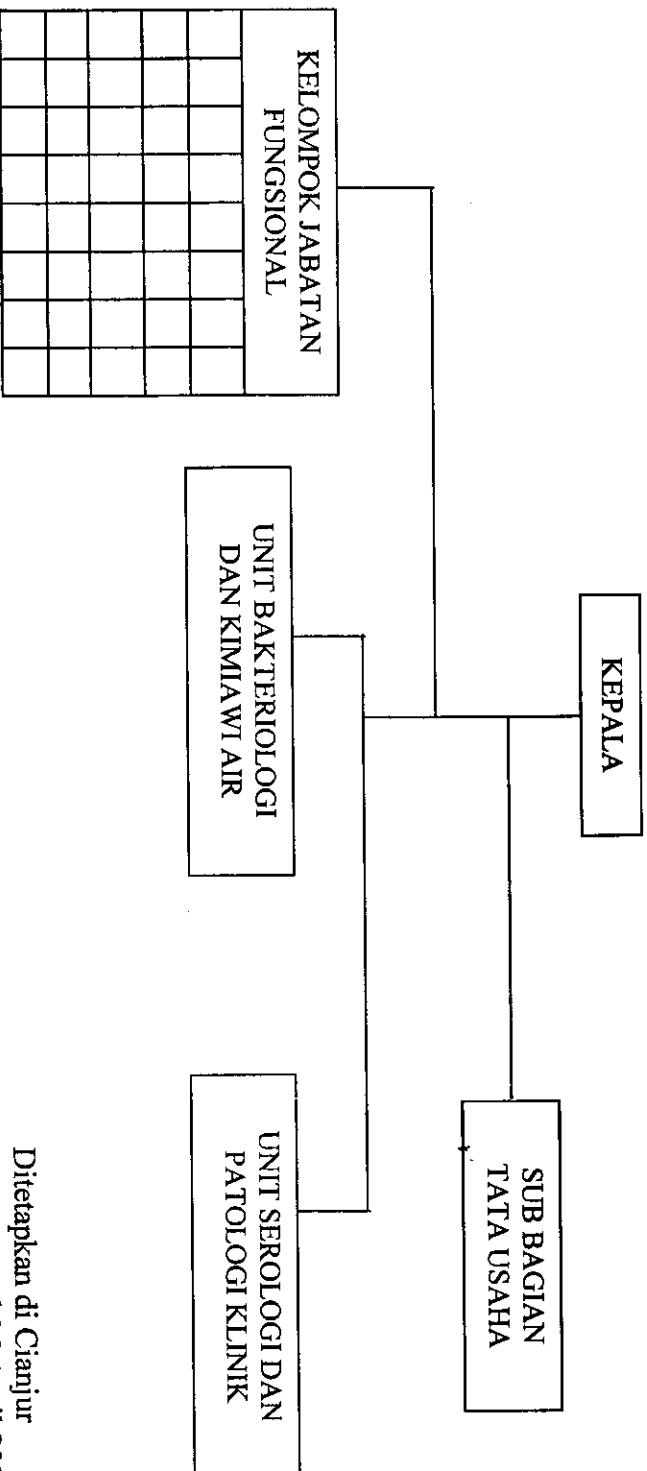 KEPALA
SUB BAGIAN
TATA USAHA
KELOMPOK JABATAN
FUNGSIONAL
UNIT BAKTERIOLOGI
DAN KIMIAWI AIR
UNIT SEROLOGI DAN
PATOLOGI KLINIK
Ditetapkan di Cianjur